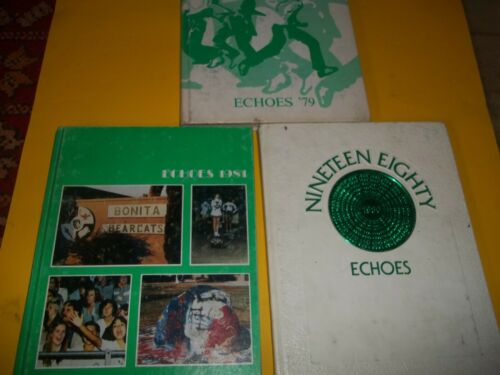 ECHOES '79
ECHOES 1981
BONITA
BEARCATS
NINETEEN EIGHTY
ECHOES